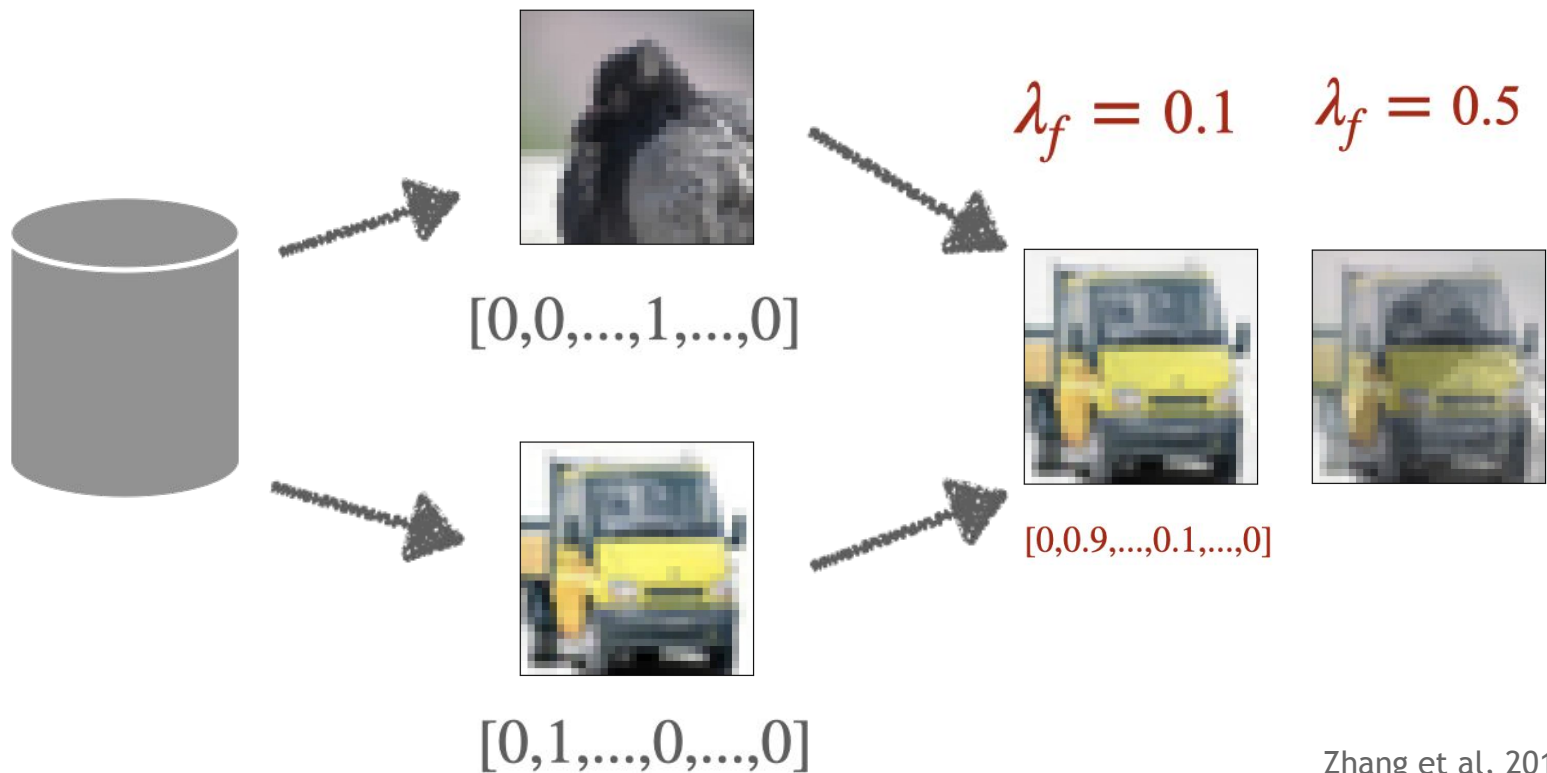 λ_f = 0.1
λ_f = 0.5
[0,0,...,1,...,0]
[0,0.9,...,0.1,...,0]
[0,1,...,0,...,0]
Zhang et al, 201